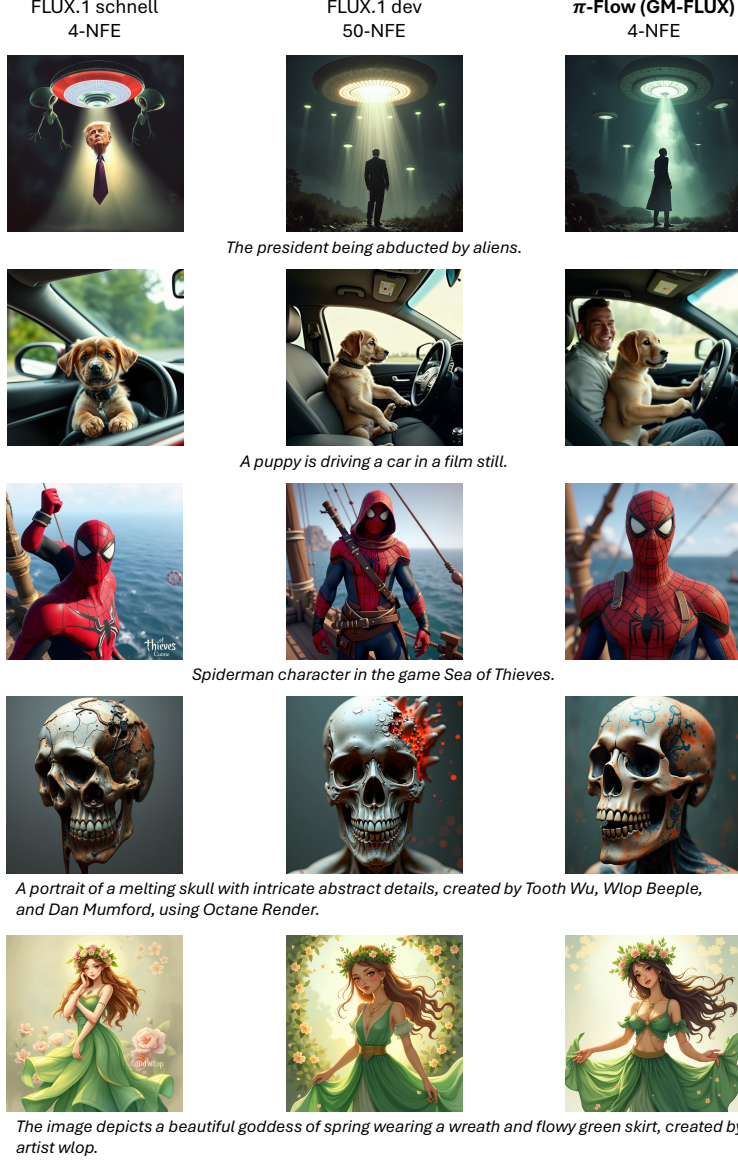 FLUX.1 schnell
4-NFE
FLUX.1 dev
50-NFE
π-Flow (GM-FLUX)
4-NFE
The president being abducted by aliens.
A puppy is driving a car in a film still.
of
thieves
Spiderman character in the game Sea of Thieves.
A portrait of a melting skull with intricate abstract details, created by Tooth Wu, Wlop Beeple,
and Dan Mumford, using Octane Render.
The image depicts a beautiful goddess of spring wearing a wreath and flowy green skirt, created by
artist wlop.